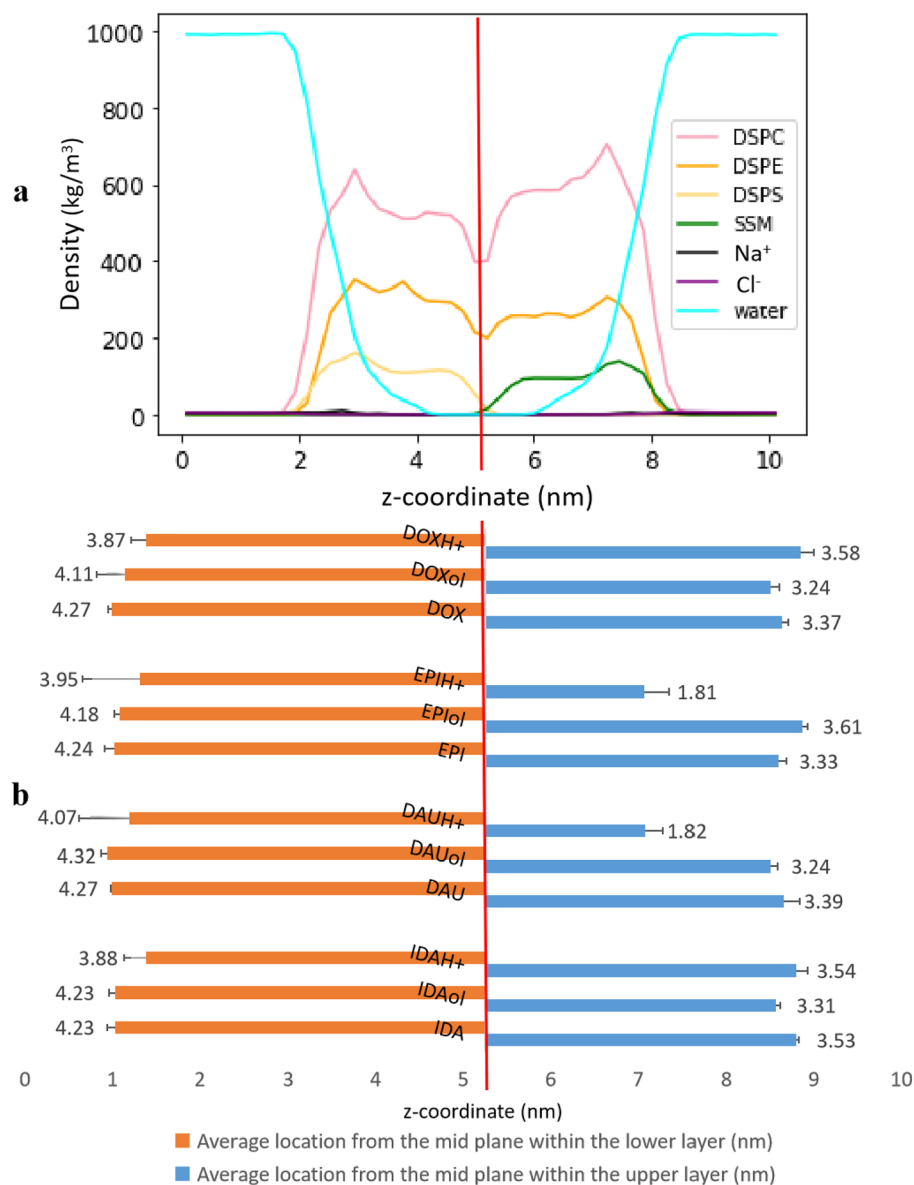 a
Density (kg/m³)
1000
800
600
400
200
0
DSPC
DSPE
DSPS
SSM
Na⁺
Cl⁻
water
0 2 4 6 8 10
z-coordinate (nm)
b
3.87 DOXH+ 3.58
4.11 DOXol 3.24
4.27 DOX 3.37
3.95 EPIH+ 1.81
4.18 EPIol 3.61
4.24 EPI 3.33
4.07 DAUH+ 1.82
4.32 DAUol 3.24
4.27 DAU 3.39
3.88 IDAH+ 3.54
4.23 IDAol 3.31
4.23 IDA 3.53
0 1 2 3 4 5 6 7 8 9 10
z-coordinate (nm)
Average location from the mid plane within the lower layer (nm)
Average location from the mid plane within the upper layer (nm)